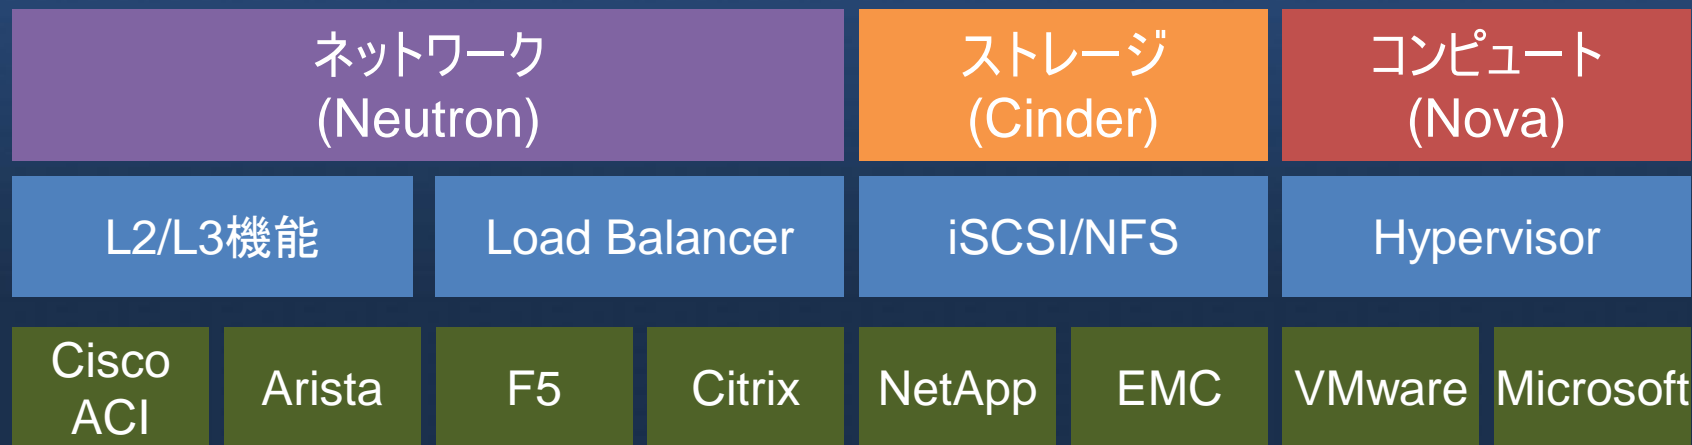 ネットワーク
(Neutron)
ストレージ
(Cinder)
コンピュート
(Nova)
L2/L3機能
Load Balancer
iSCSI/NFS
Hypervisor
Cisco
ACI
Arista
F5
Citrix
NetApp
EMC
VMware
Microsoft